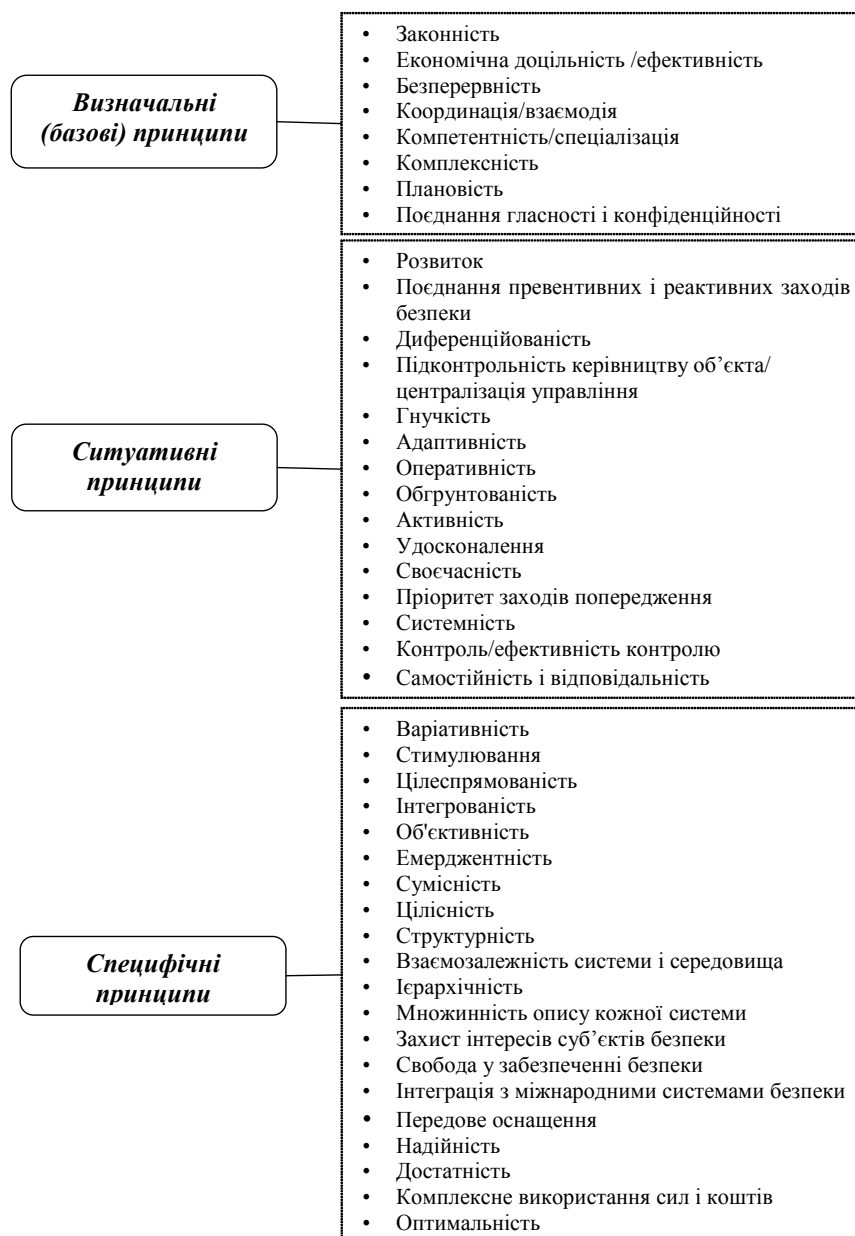 Визначальні
(базові) принципи
• Законність
• Економічна доцільність /ефективність
• Безперервність
• Координація/взаємодія
• Компетентність/спеціалізація
• Комплексність
• Плановість
• Поєднання гласності і конфіденційності
Ситуативні
принципи
• Розвиток
• Поєднання превентивних і реактивних заходів
безпеки
• Диференційованість
• Підконтрольність керівництву об’єкта/
централізація управління
• Гнучкість
• Адаптивність
• Оперативність
• Обгрунтованість
• Активність
• Удосконалення
• Своєчасність
• Пріоритет заходів попередження
• Системність
• Контроль/ефективність контролю
• Самостійність і відповідальність
Специфічні
принципи
• Варіативність
• Стимулювання
• Цілеспрямованість
• Інтегрованість
• Об'єктивність
• Емерджентність
• Сумісність
• Цілісність
• Структурність
• Взаємозалежність системи і середовища
• Ієрархічність
• Множинність опису кожної системи
• Захист інтересів суб’єктів безпеки
• Свобода у забезпеченні безпеки
• Інтеграція з міжнародними системами безпеки
• Передове оснащення
• Надійність
• Достатність
• Комплексне використання сил і коштів
• Оптимальність